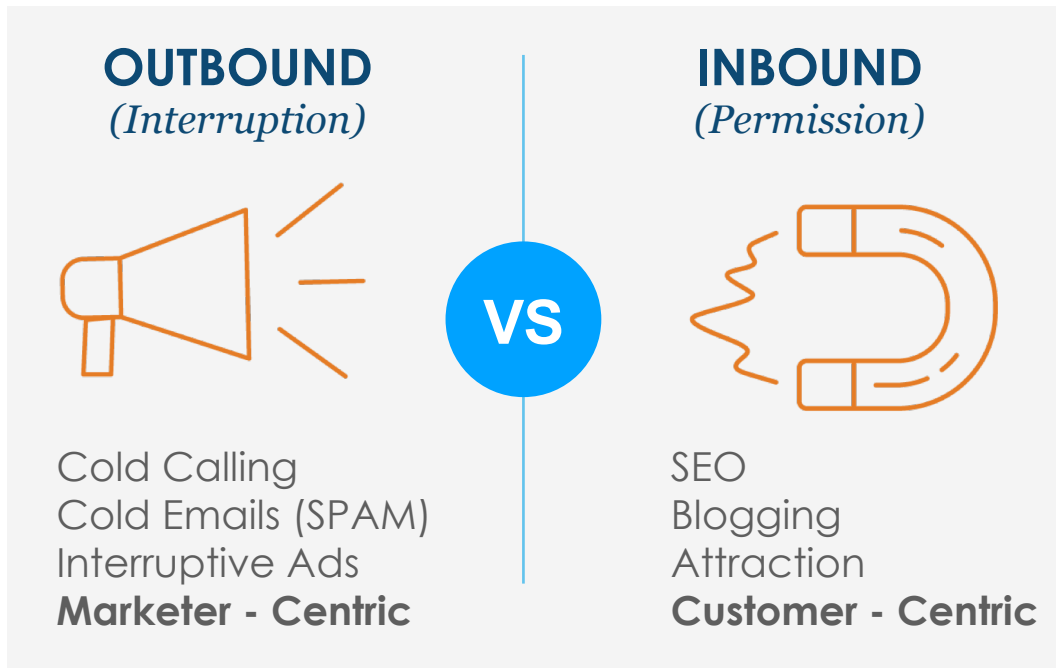 OUTBOUND
(Interruption)
Cold Calling
Cold Emails (SPAM)
Interruptive Ads
Marketer - Centric
VS
INBOUND
(Permission)
SEO
Blogging
Attraction
Customer - Centric